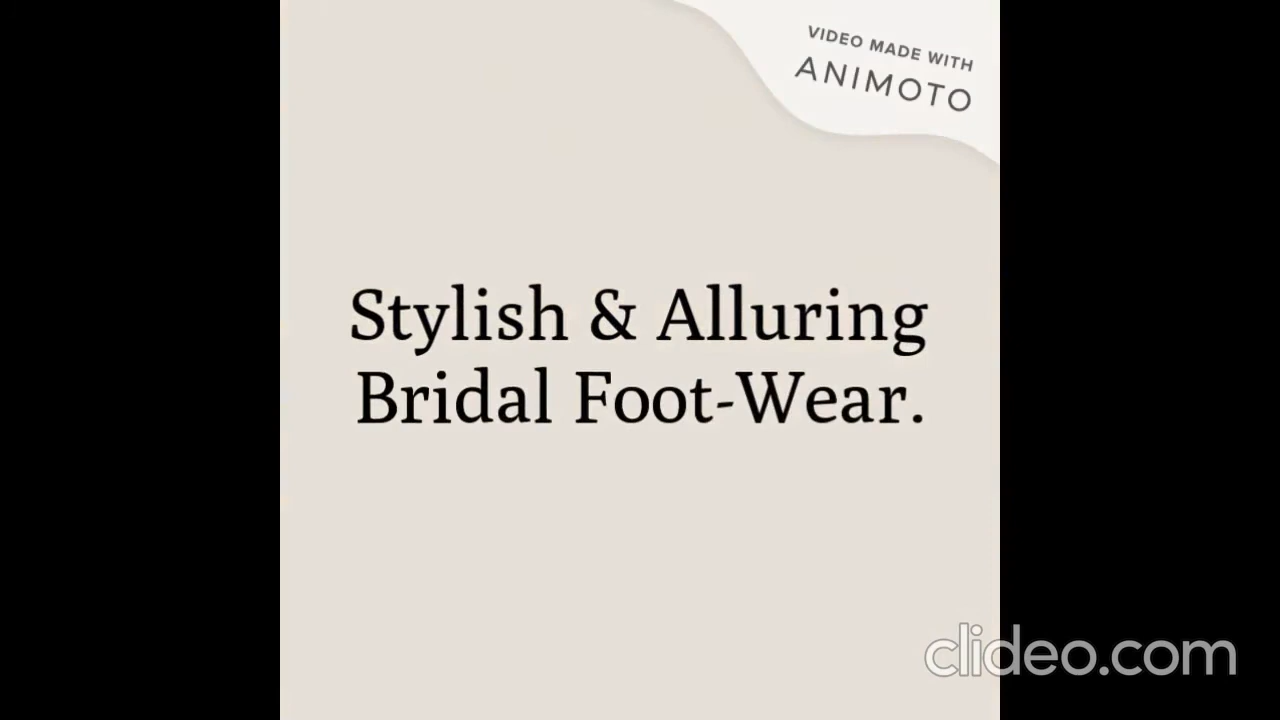 VIDEO MADE WITH
ANIMOTO
Stylish & Alluring
Bridal Foot-Wear.
clideo.com